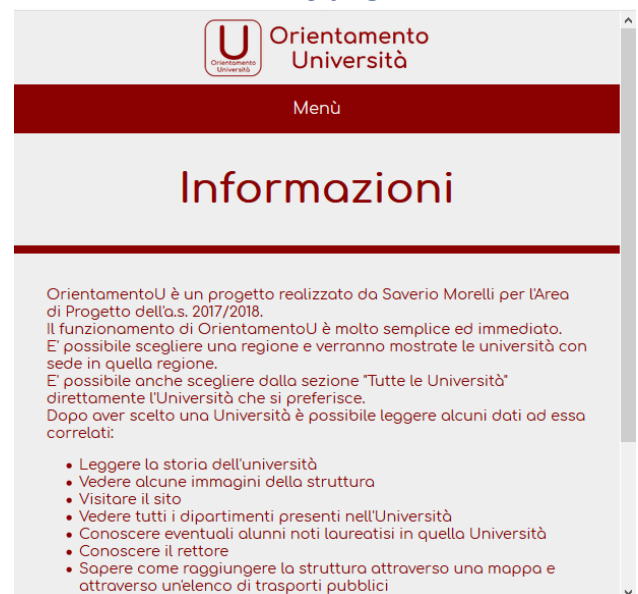 U
Orientamento
Università
Orientamento
Università
Menù
Informazioni
OrientamentoU è un progetto realizzato da Saverio Morelli per l'Area
di Progetto dell'a.s. 2017/2018.
Il funzionamento di OrientamentoU è molto semplice ed immediato.
E' possibile scegliere una regione e verranno mostrate le università con
sede in quella regione.
E' possibile anche scegliere dalla sezione "Tutte le Università"
direttamente l'Università che si preferisce.
Dopo aver scelto una Università è possibile leggere alcuni dati ad essa
correlati:
• Leggere la storia dell'università
• Vedere alcune immagini della struttura
• Visitare il sito
• Vedere tutti i dipartimenti presenti nell'Università
• Conoscere eventuali alunni noti laureatisi in quella Università
• Conoscere il rettore
• Sapere come raggiungere la struttura attraverso una mappa e
attraverso un'elenco di trasporti pubblici